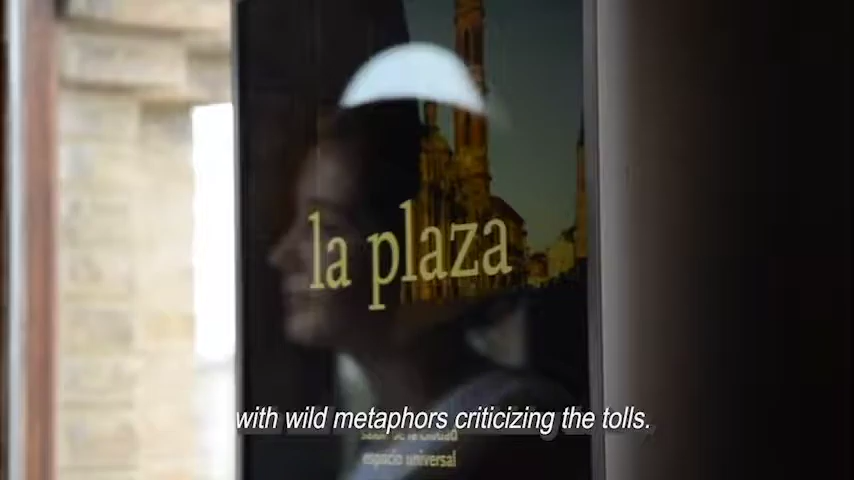 la plaza
with wild metaphors criticizing the tolls.
espacio universal